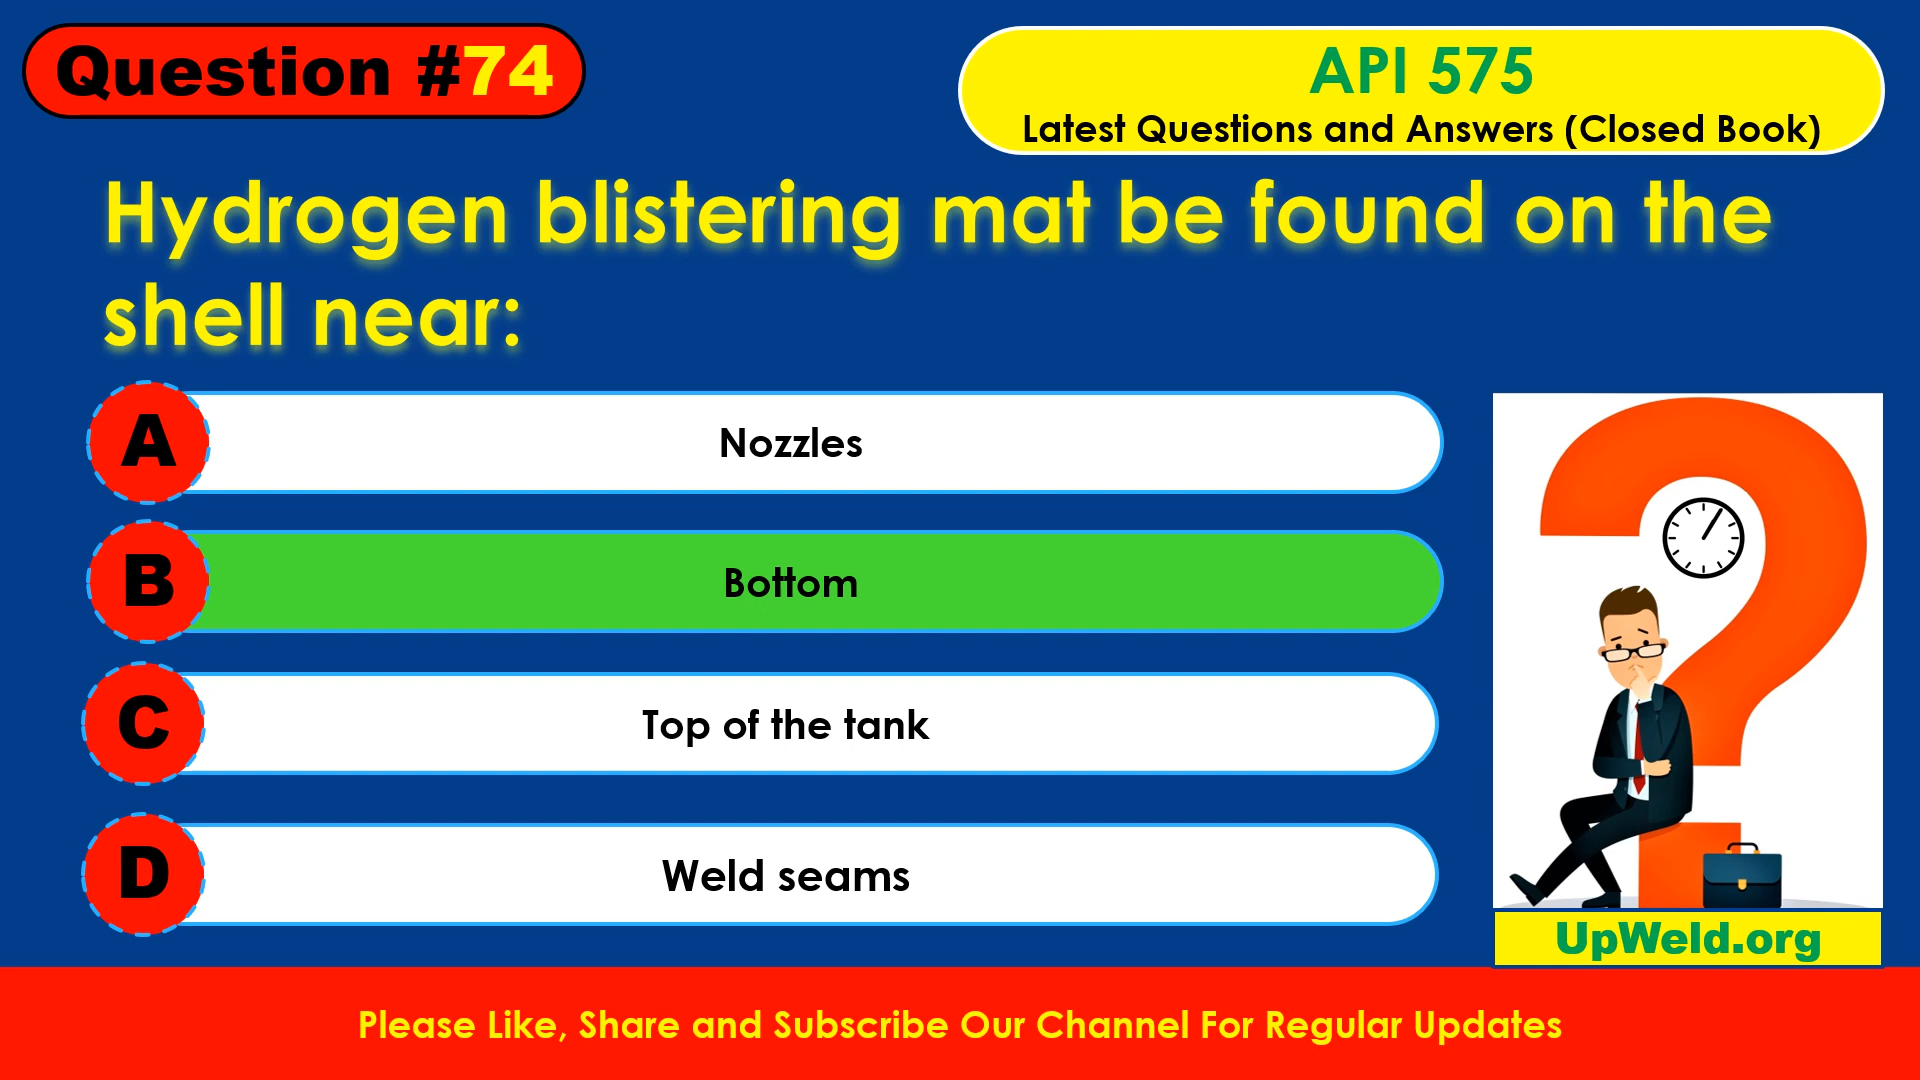 Question #74
API 575
Latest Questions and Answers (Closed Book)
Hydrogen blistering mat be found on the
shell near:
A
Nozzles
B
Bottom
C
Top of the tank
D
Weld seams
UpWeld.org
Please Like, Share and Subscribe Our Channel For Regular Updates